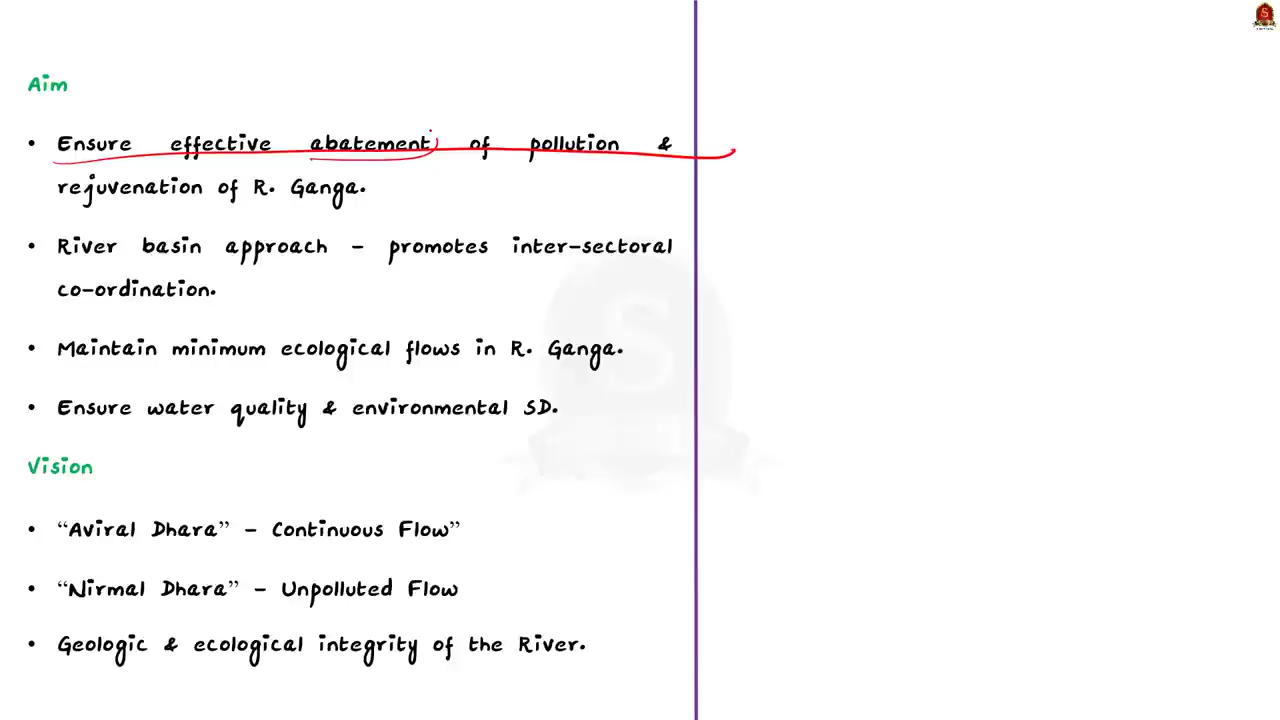 Aim
• Ensure effective abatement of pollution &
rejuvenation of R. Ganga.
• River basin approach - promotes inter-sectoral
co-ordination.
• Maintain minimum ecological flows in R. Ganga.
• Ensure water quality & environmental SD.
Vision
• “Aviral Dhara” - Continuous Flow”
• “Nirmal Dhara” - Unpolluted Flow
• Geologic & ecological integrity of the River.